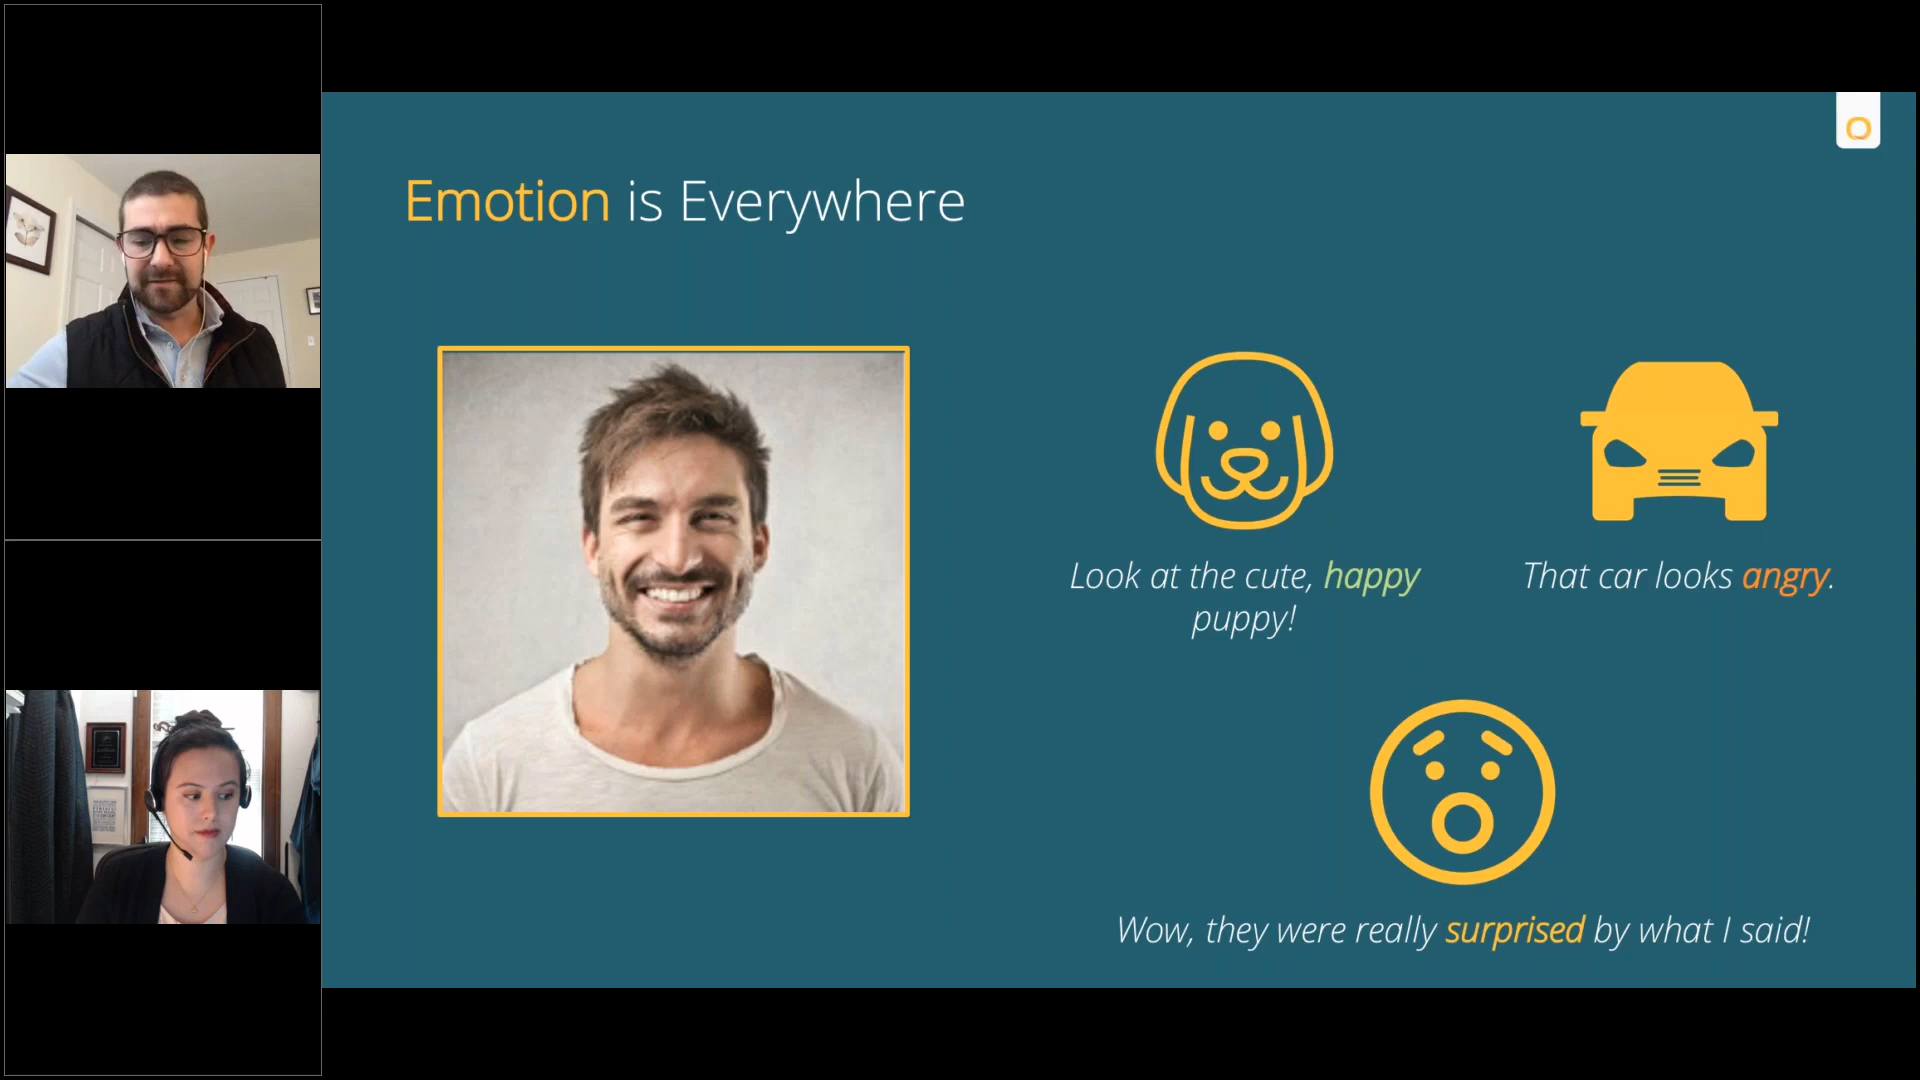 Emotion is Everywhere
Look at the cute, happy
puppy!
That car looks angry.
Wow, they were really surprised by what I said!